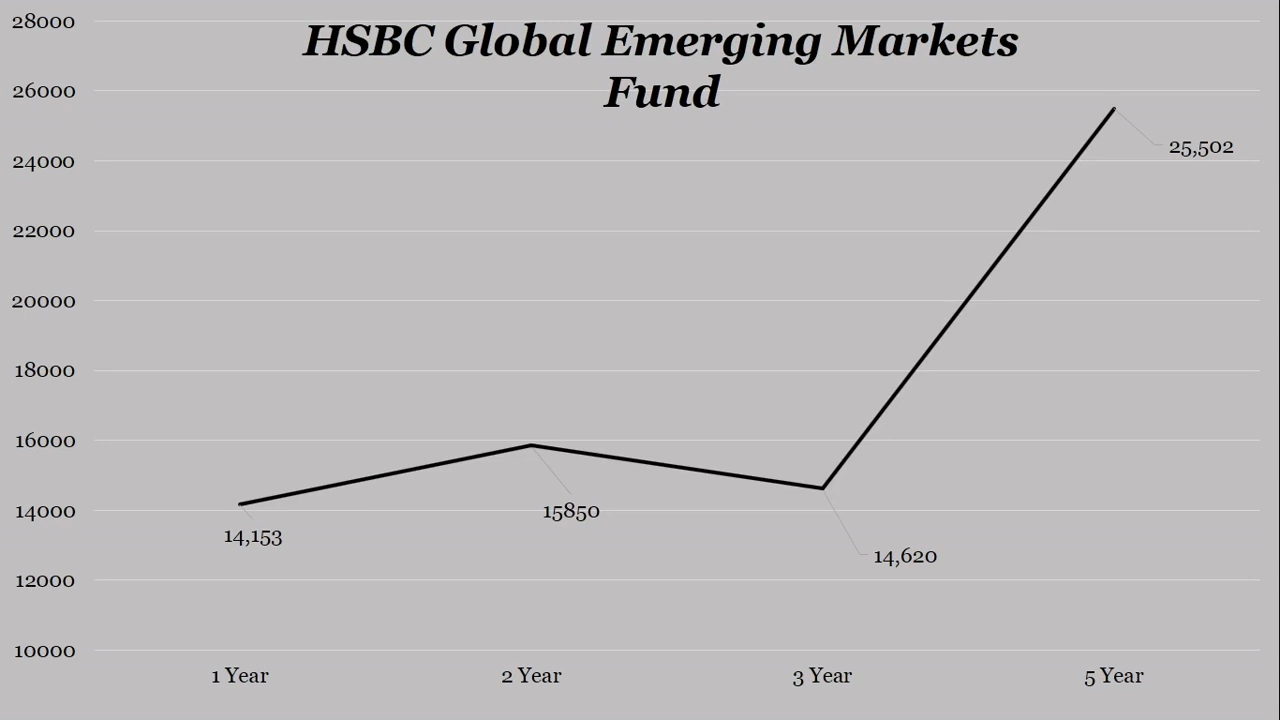 HSBC Global Emerging Markets
Fund
28000
26000
24000
22000
20000
18000
16000
14000
12000
10000
14,153
15850
14,620
25,502
1 Year
2 Year
3 Year
5 Year